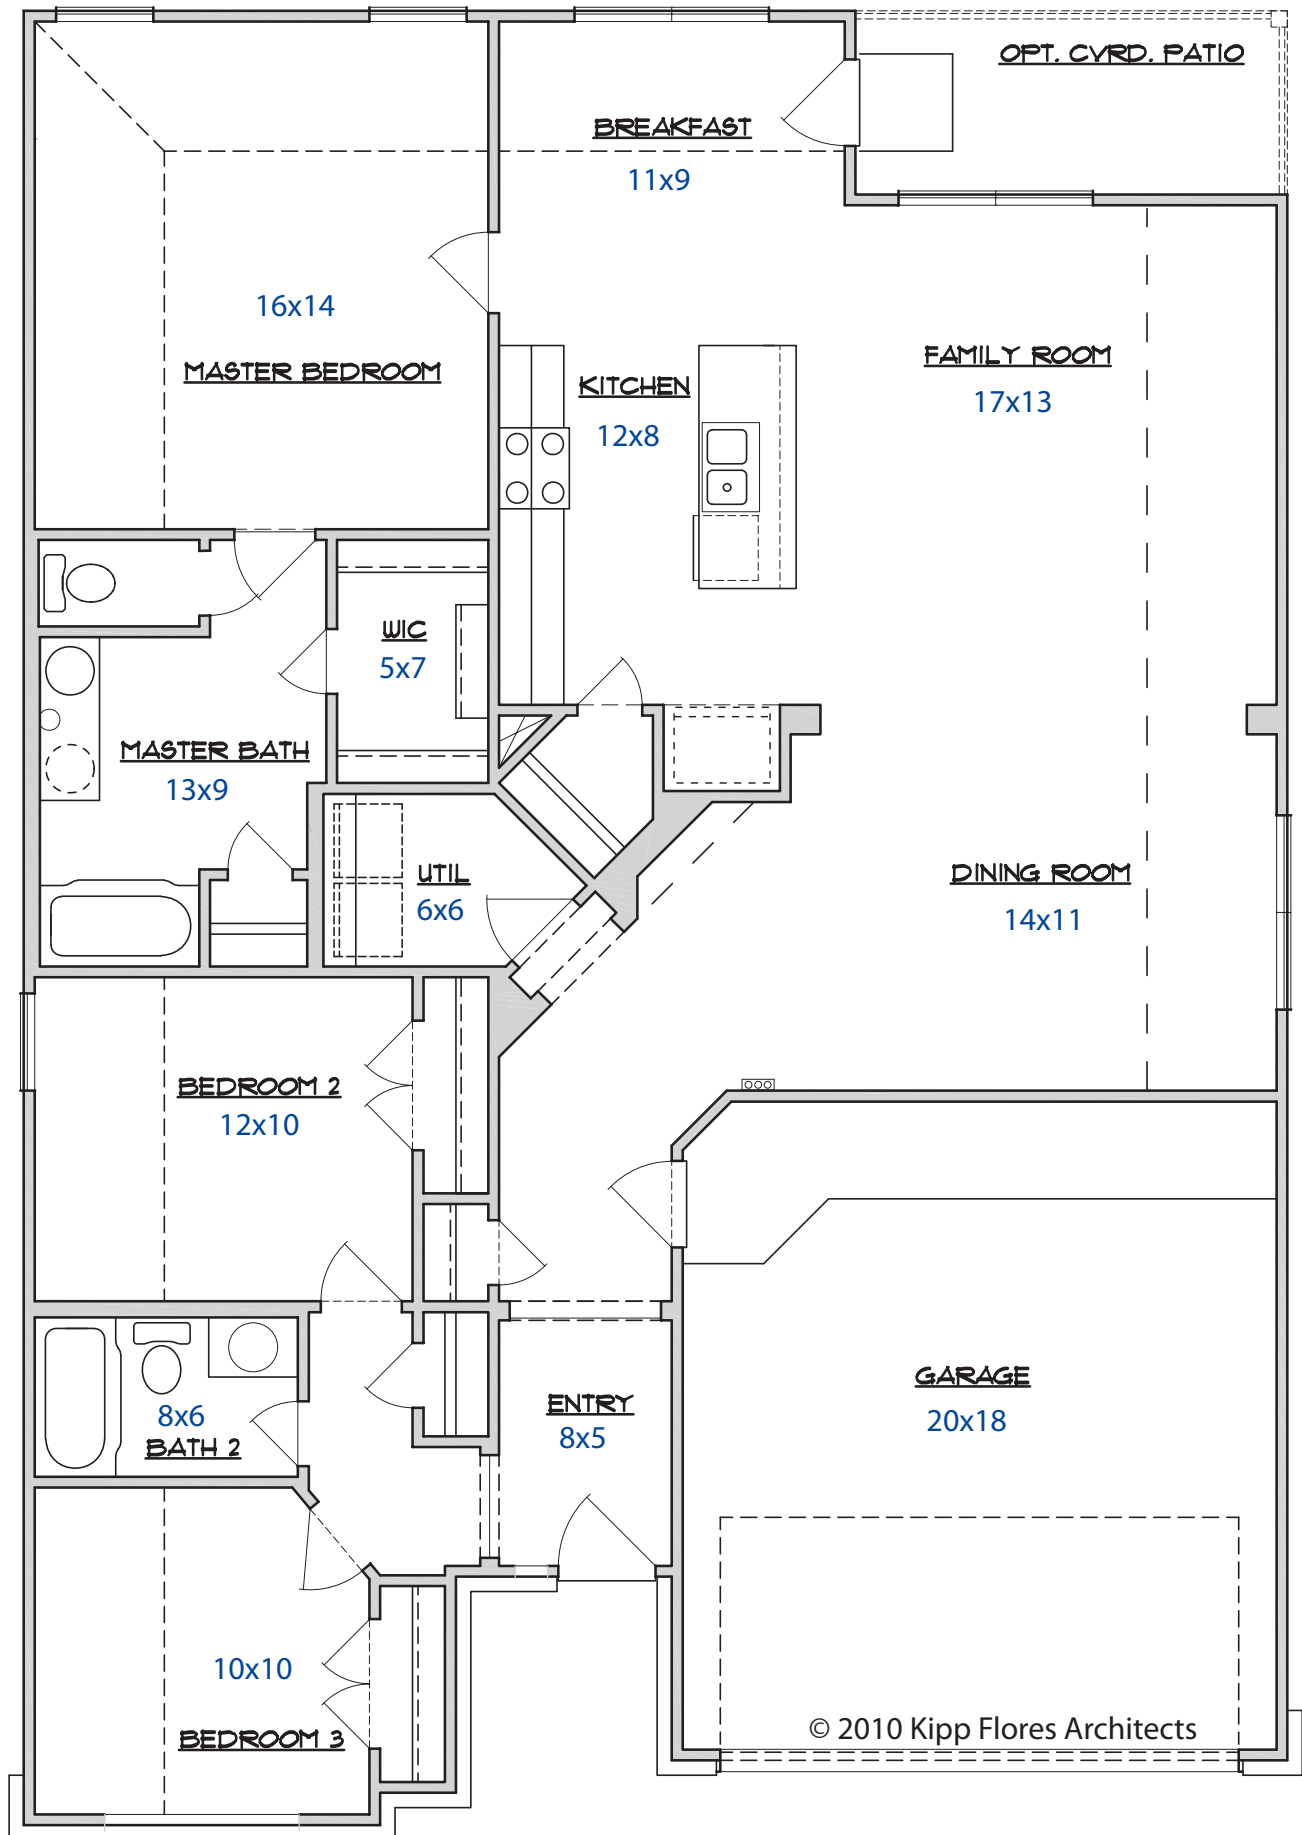 OPT. CVRD. PATIO
BREAKFAST
11x9
16x14
MASTER BEDROOM
FAMILY ROOM
17x13
KITCHEN
12x8
WIC
5x7
MASTER BATH
13x9
UTIL
6x6
DINING ROOM
14x11
BEDROOM 2
12x10
GARAGE
20x18
ENTRY
8x5
8x6
BATH 2
10x10
BEDROOM 3
© 2010 Kipp Flores Architects